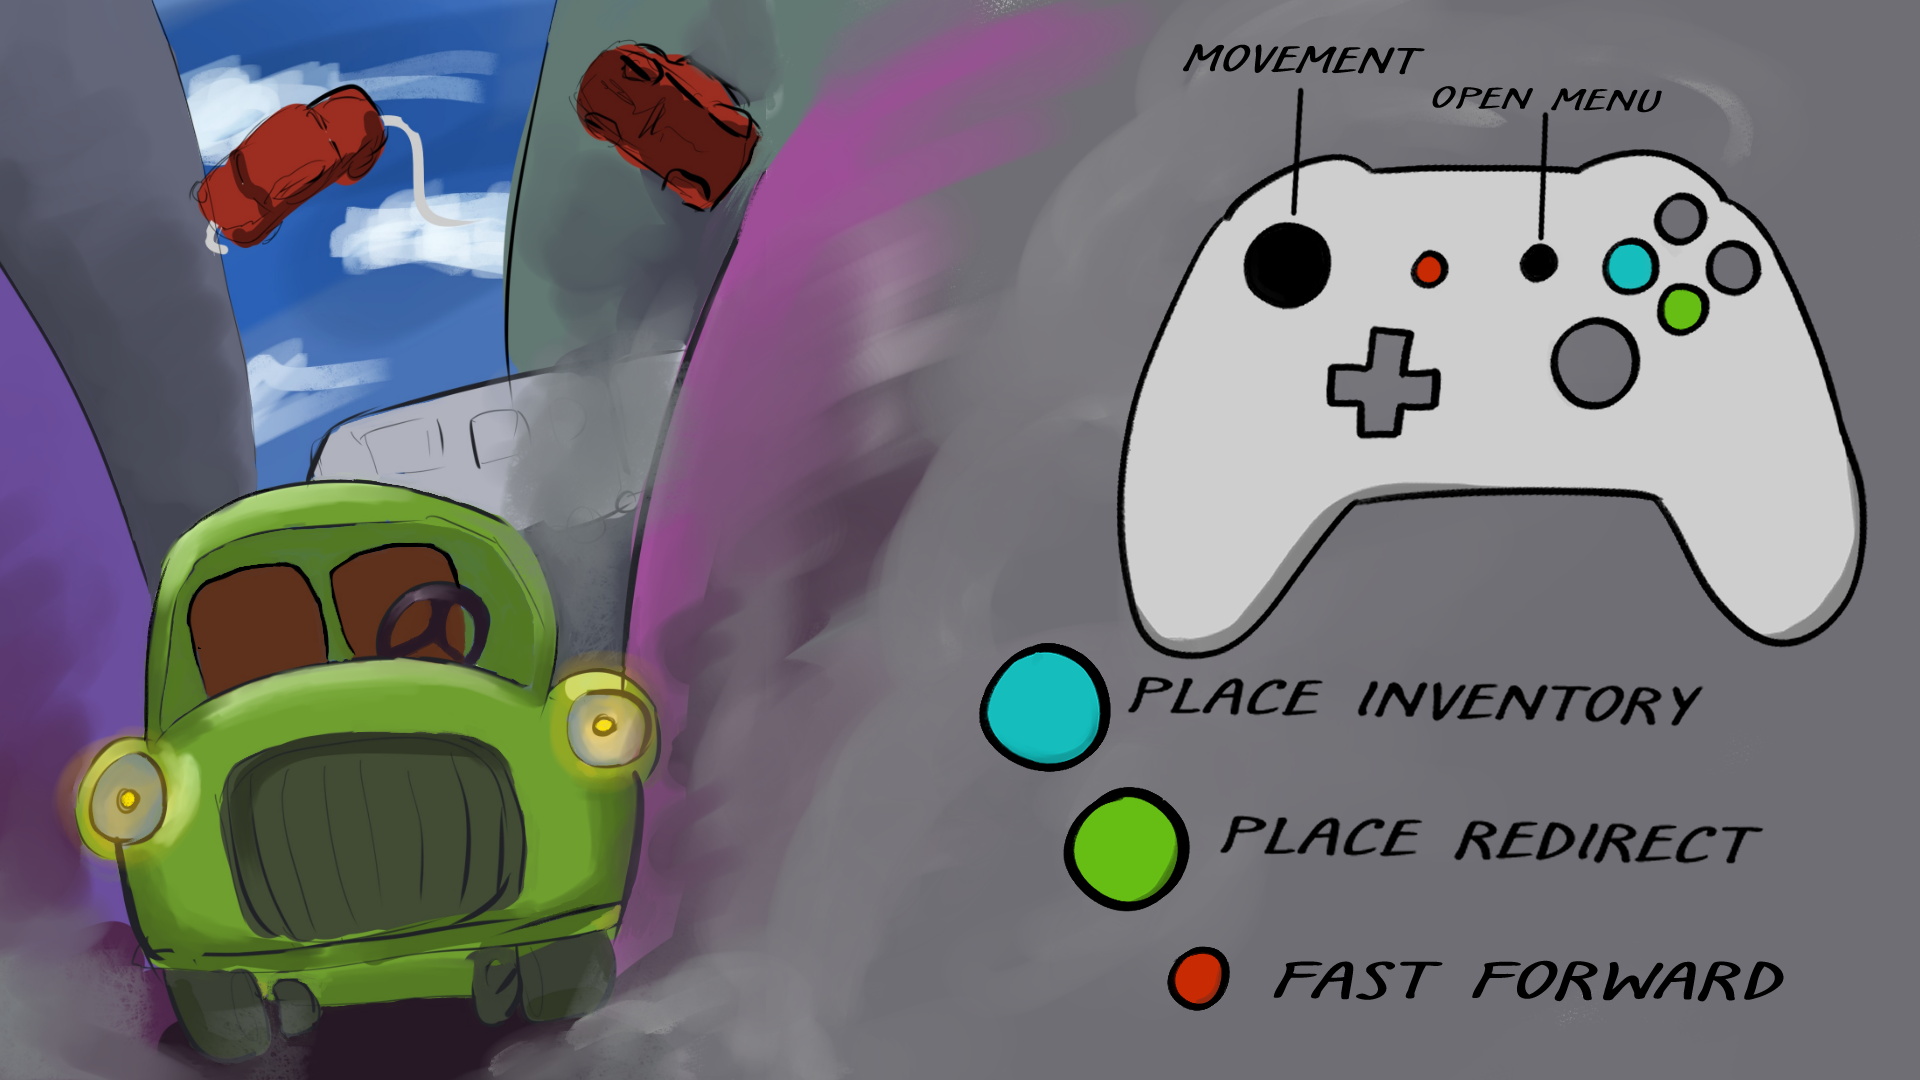 MOVEMENT
OPEN MENU
PLACE INVENTORY
PLACE REDIRECT
FAST FORWARD